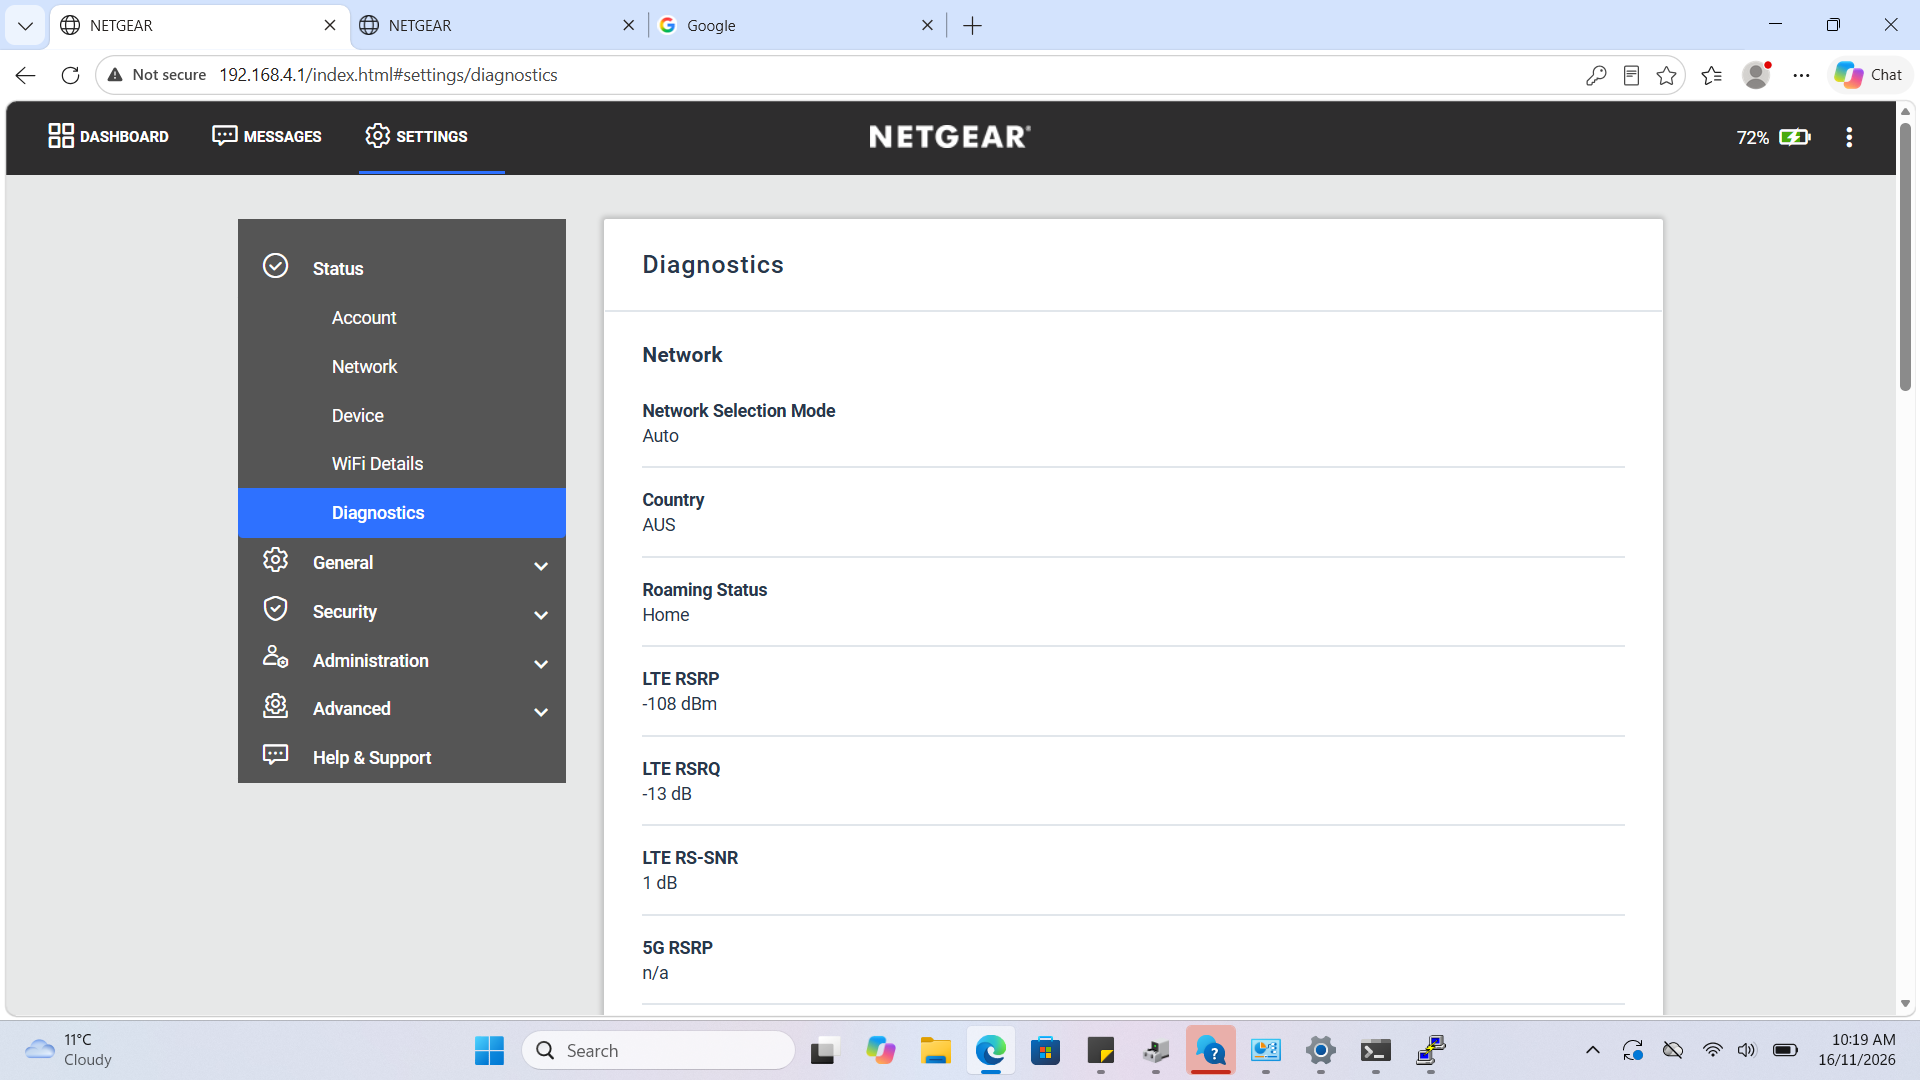 NETGEAR
NETGEAR
Google
Not secure 192.168.4.1/index.html#settings/diagnostics
Chat
DASHBOARD
MESSAGES
SETTINGS
NETGEAR
72%
Status
Account
Network
Device
WiFi Details
Diagnostics
General
Security
Administration
Advanced
Help & Support
Diagnostics
Network
Network Selection Mode
Auto
Country
AUS
Roaming Status
Home
LTE RSRP
-108 dBm
LTE RSRQ
-13 dB
LTE RS-SNR
1 dB
5G RSRP
n/a
11°C
Cloudy
Search
10:19 AM
16/11/2026